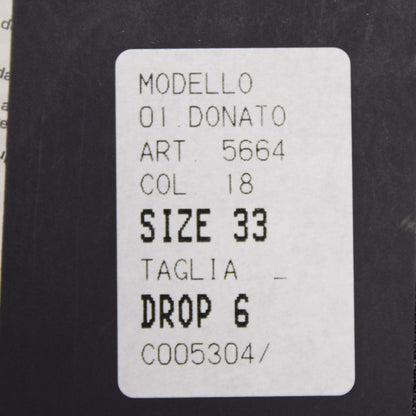 MODELLO
01.DONATO
ART. 5664
COL. 18
SIZE 33
TAGLIA _
DROP 6
C005304/